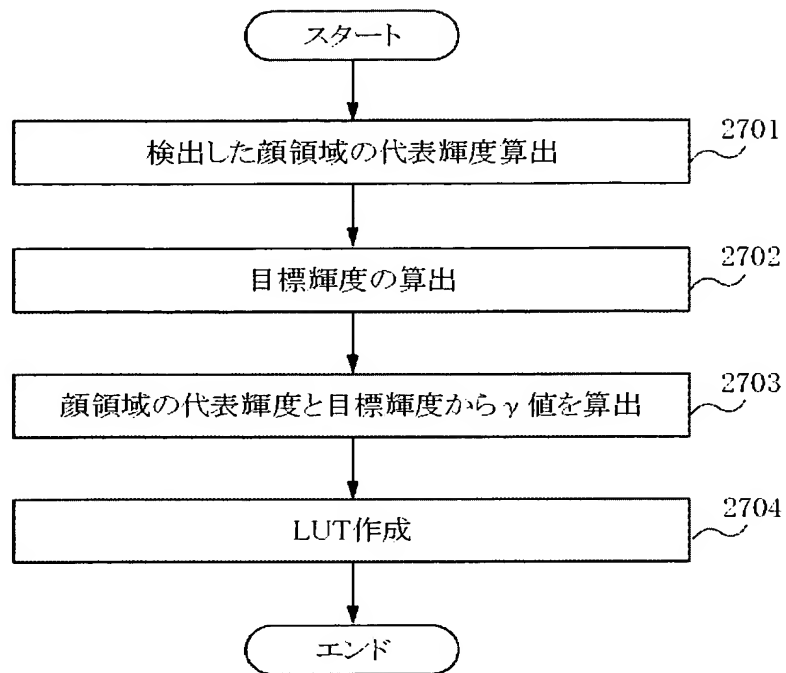 スタート
検出した顔領域の代表輝度算出
2701
目標輝度の算出
2702
顔領域の代表輝度と目標輝度からγ値を算出
2703
LUT作成
2704
エンド